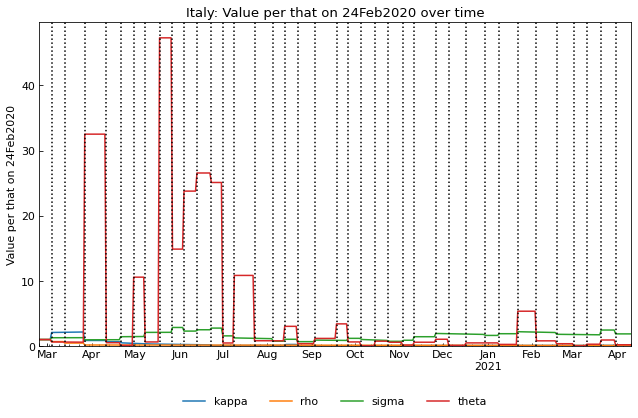 Italy: Value per that on 24Feb2020 over time
Value per that on 24Feb2020
40
30
20
10
0
Mar Apr May Jun Jul Aug Sep Oct Nov Dec Jan Feb Mar Apr
2021
kappa rho sigma theta